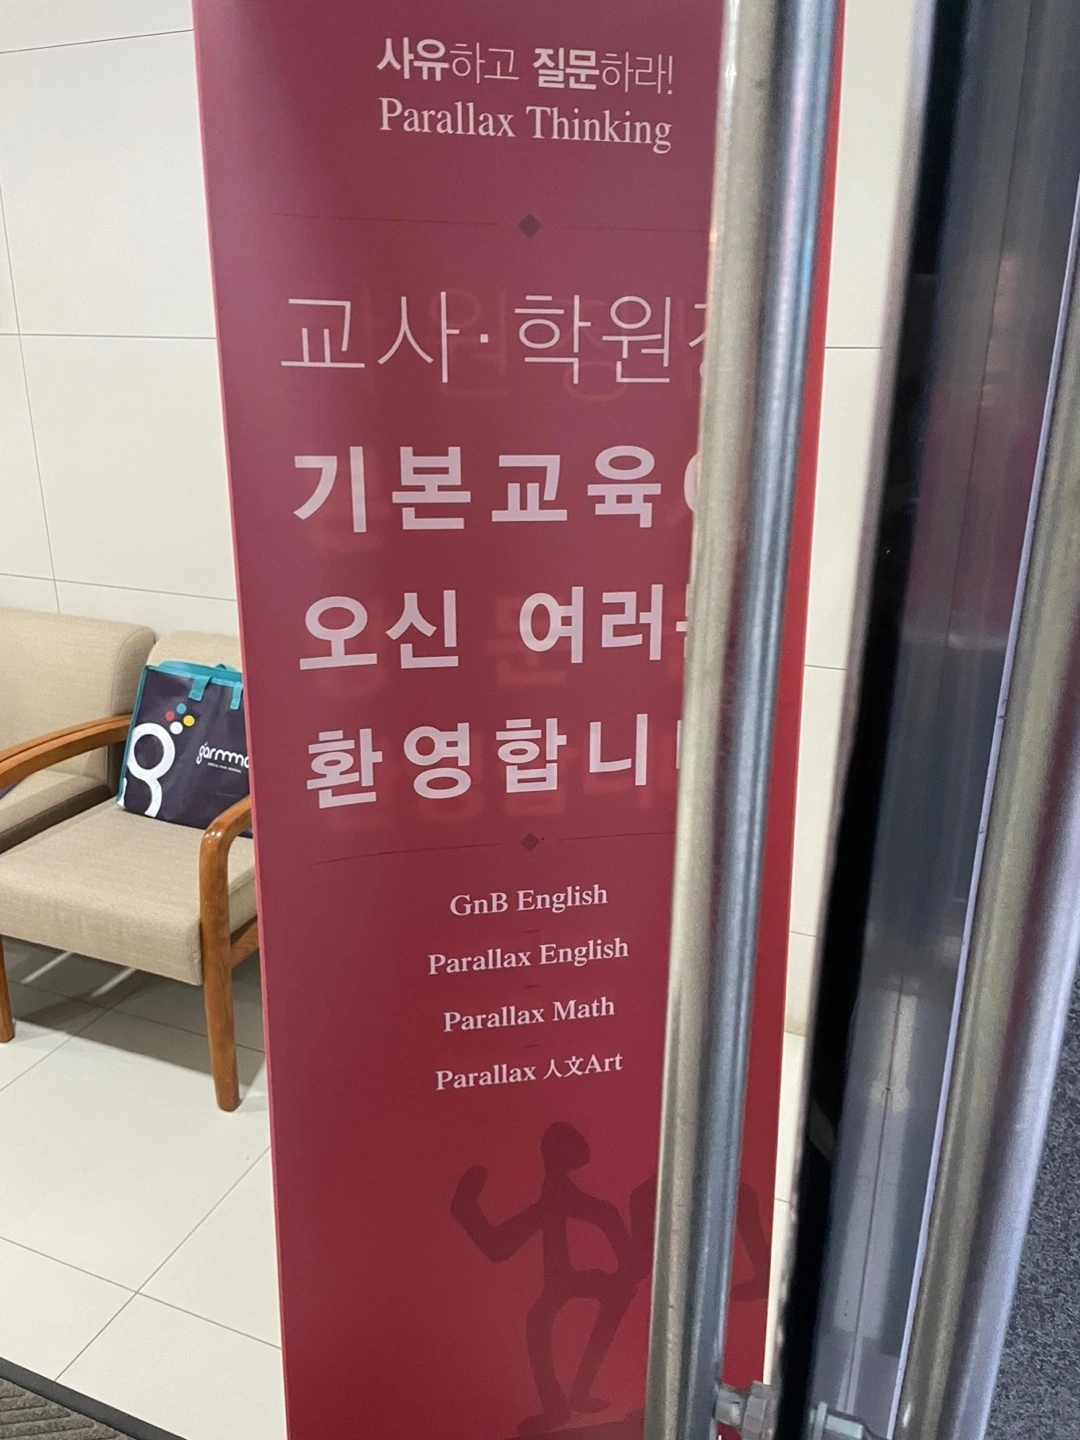 사유하고 질문하라!
Parallax Thinking
교사·학원
기본교육
오신 여러
환영합니
GnB English
Parallax English
Parallax Math
Parallax 人文Art